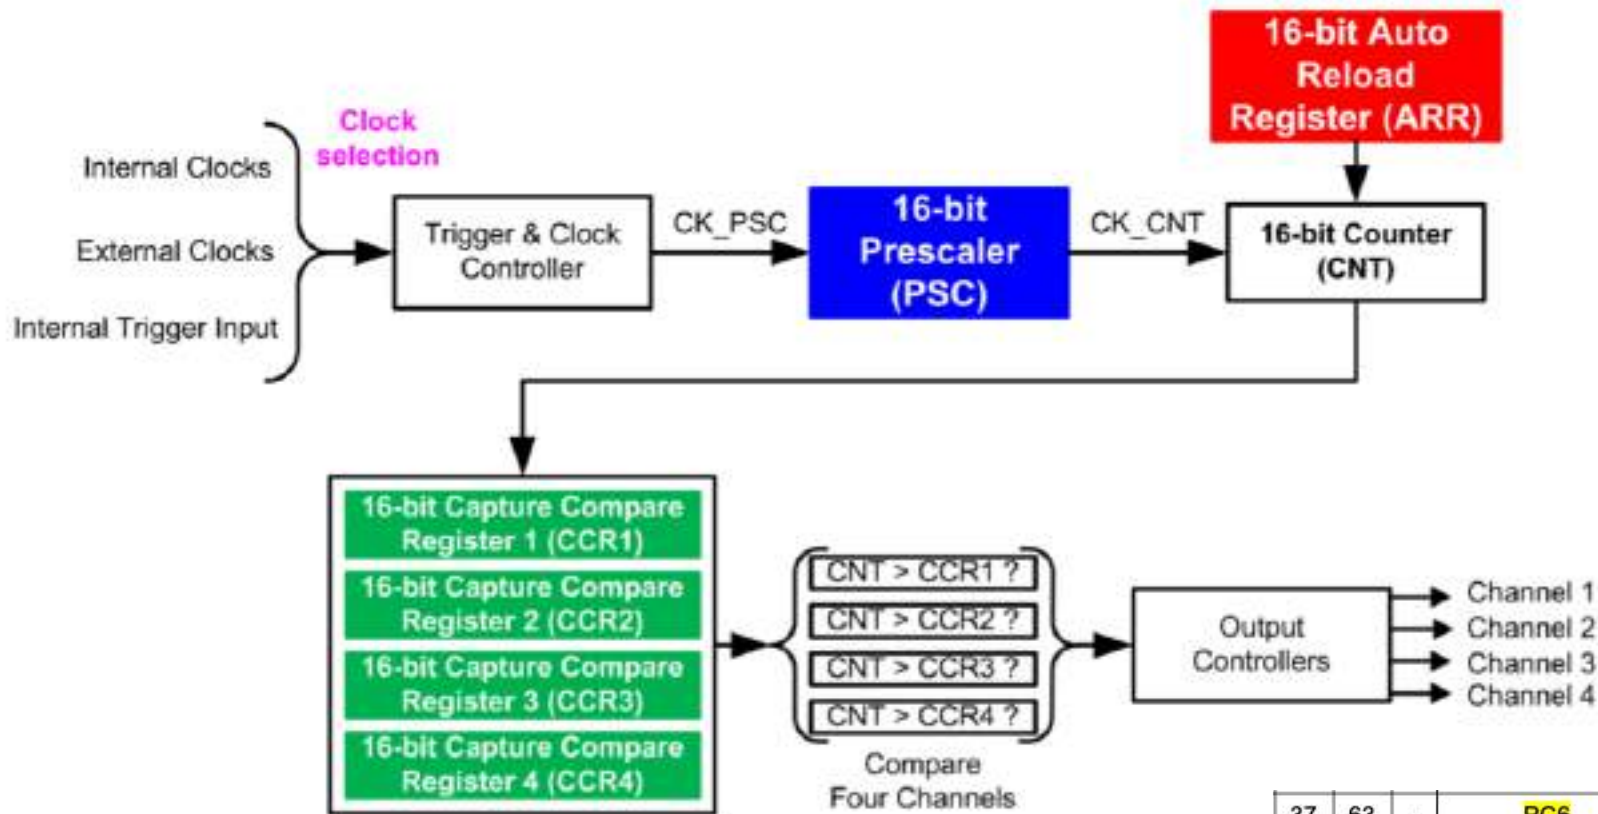 16-bit Auto
Reload
Register (ARR)
Clock
selection
Internal Clocks
External Clocks
Internal Trigger Input
Trigger & Clock
Controller
CK_PSC
16-bit
Prescaler
(PSC)
CK_CNT
16-bit Counter
(CNT)
16-bit Capture Compare
Register 1 (CCR1)
16-bit Capture Compare
Register 2 (CCR2)
16-bit Capture Compare
Register 3 (CCR3)
16-bit Capture Compare
Register 4 (CCR4)
CNT > CCR1 ?
CNT > CCR2 ?
CNT > CCR3 ?
CNT > CCR4 ?
Compare
Four Channels
Output
Controllers
Channel 1
Channel 2
Channel 3
Channel 4